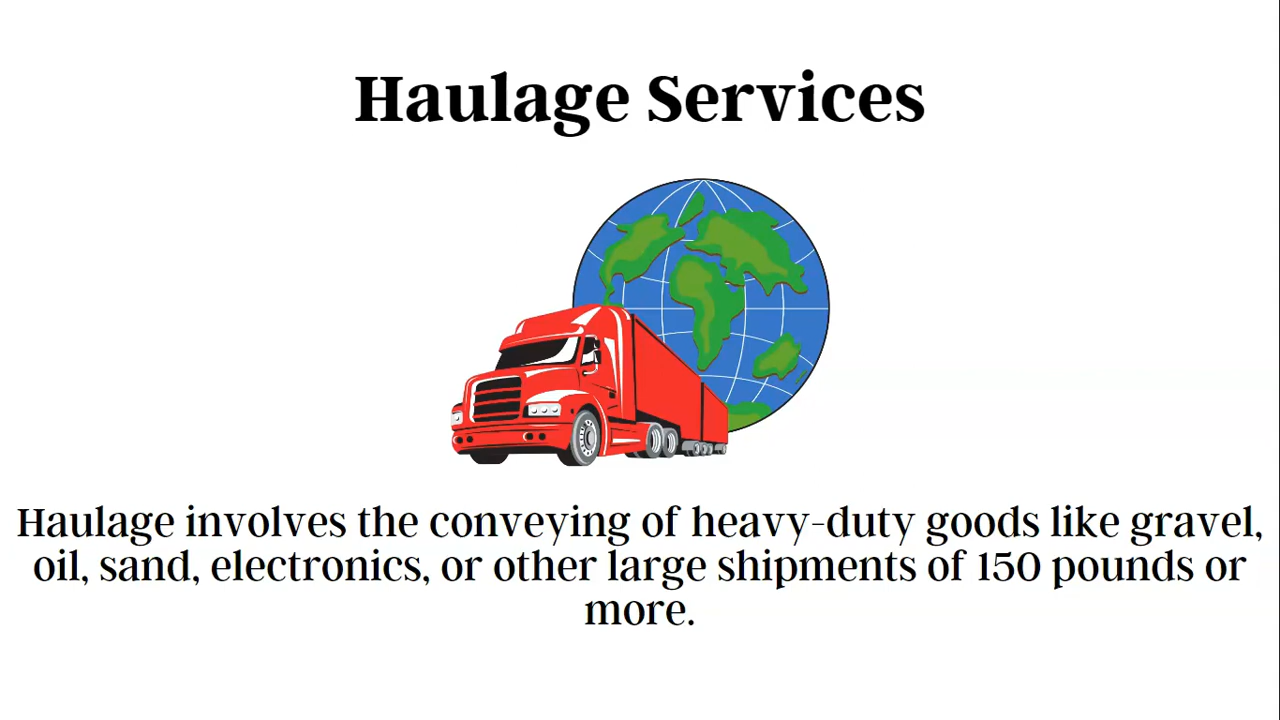 Haulage Services
Haulage involves the conveying of heavy-duty goods like gravel,
oil, sand, electronics, or other large shipments of 150 pounds or
more.